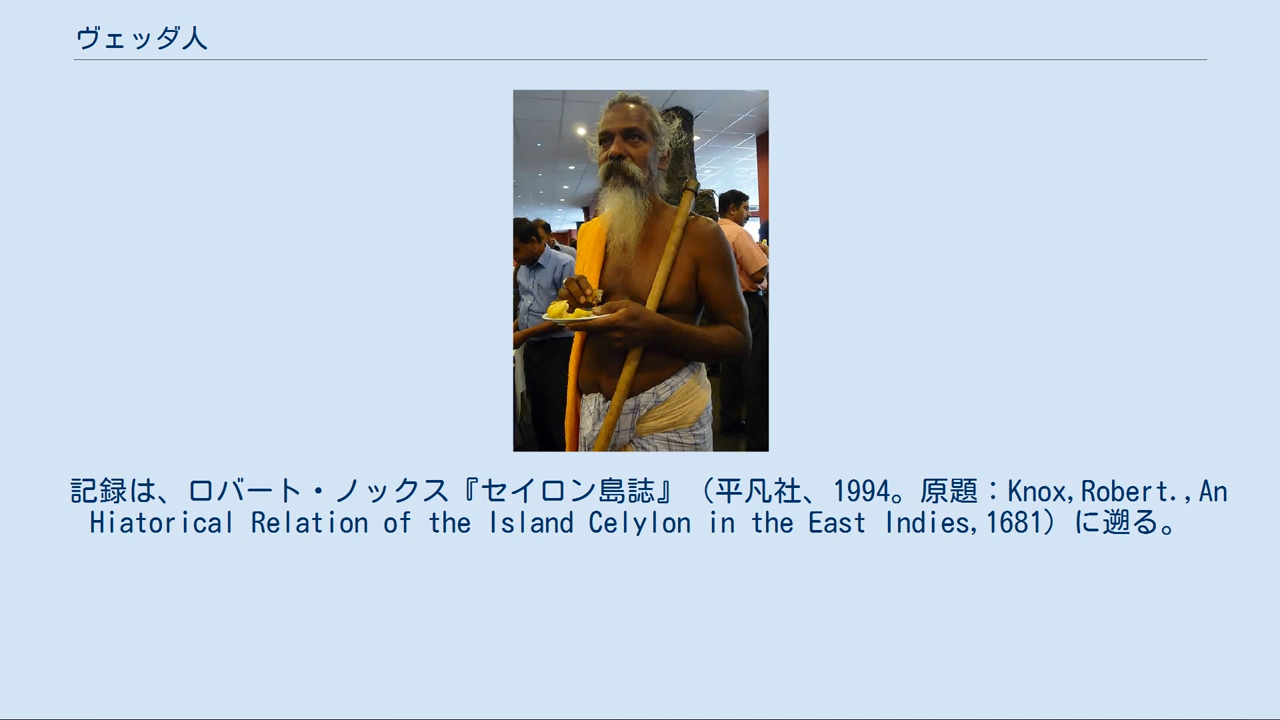 ヴェッダ人
記録は、ロバート・ノックス『セイロン島誌』（平凡社、1994。原題：Knox,Robert.,An
Hiatorical Relation of the Island Celylon in the East Indies,1681）に遡る。